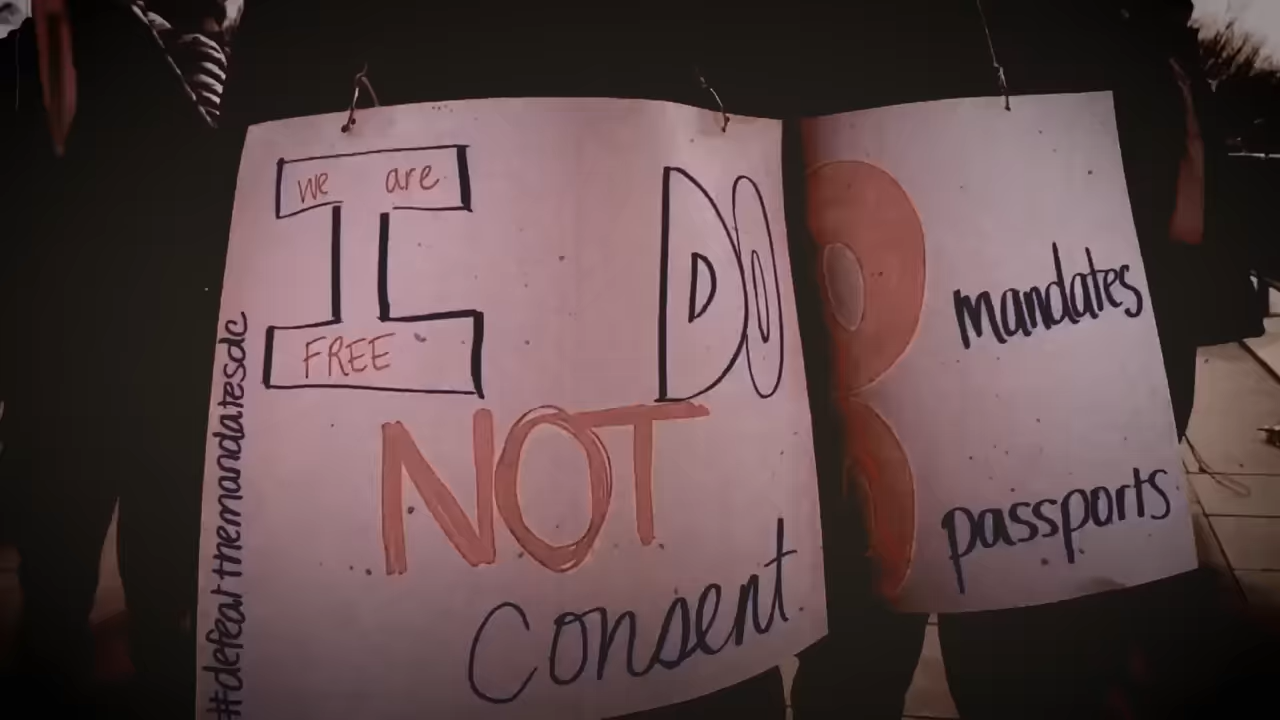 we are
I DO
FREE
NOT
Consent
#defeatthemandatesdc
mandates
passports